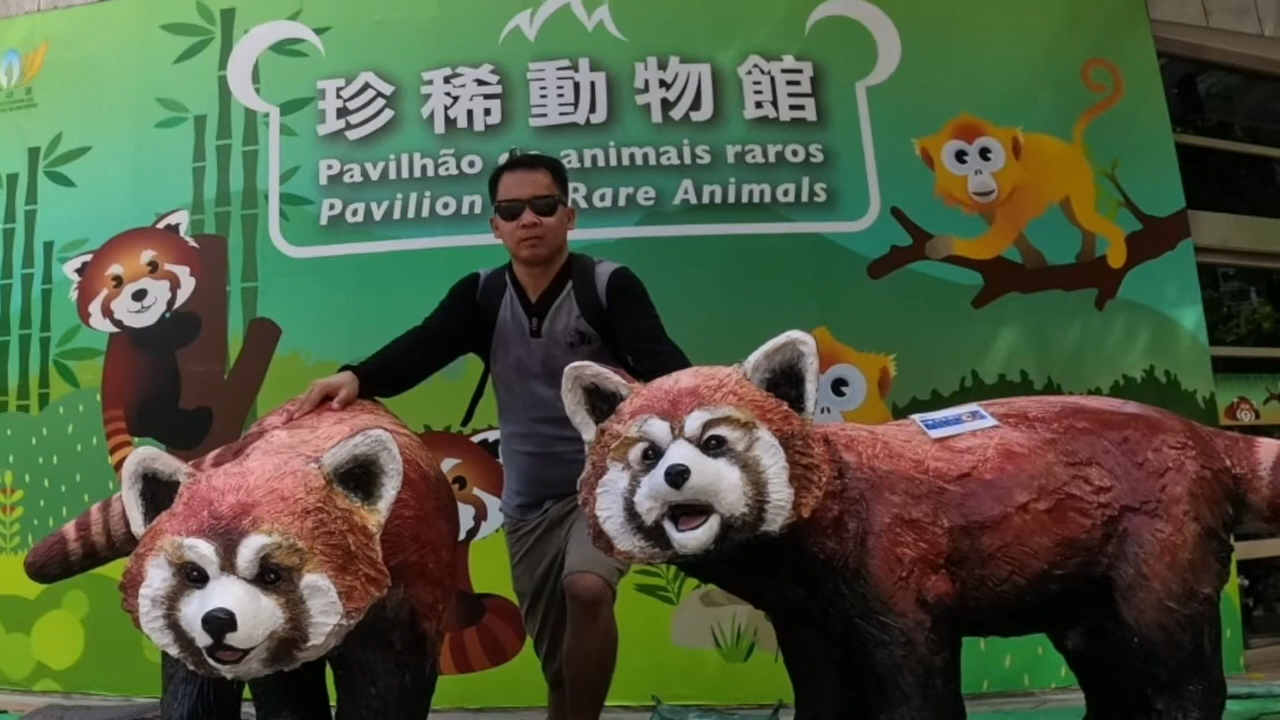 珍稀動物館
Pavilhão animais raros
Pavilion Rare Animals